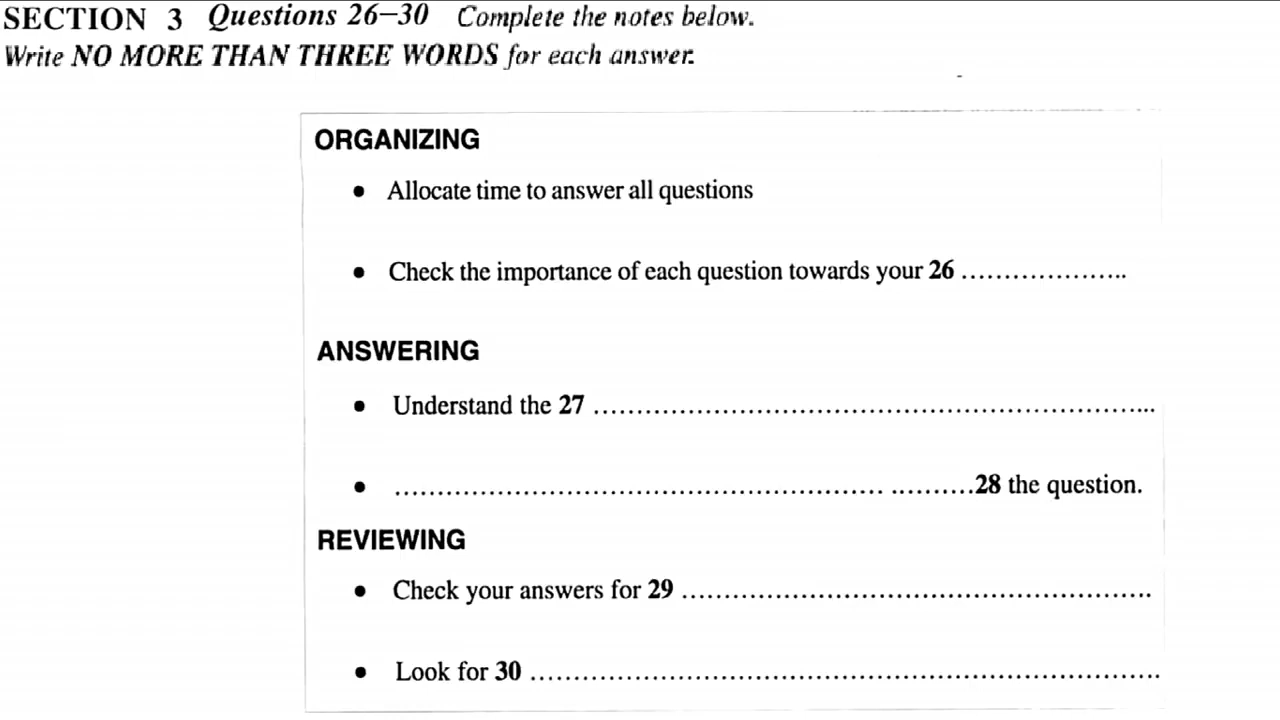 SECTION 3 Questions 26–30 Complete the notes below.
Write NO MORE THAN THREE WORDS for each answer.
ORGANIZING
• Allocate time to answer all questions
• Check the importance of each question towards your 26 ...................
ANSWERING
• Understand the 27 ..................................................................
• ......................................................... ..........28 the question.
REVIEWING
• Check your answers for 29 .......................................................
• Look for 30 ..........................................................................